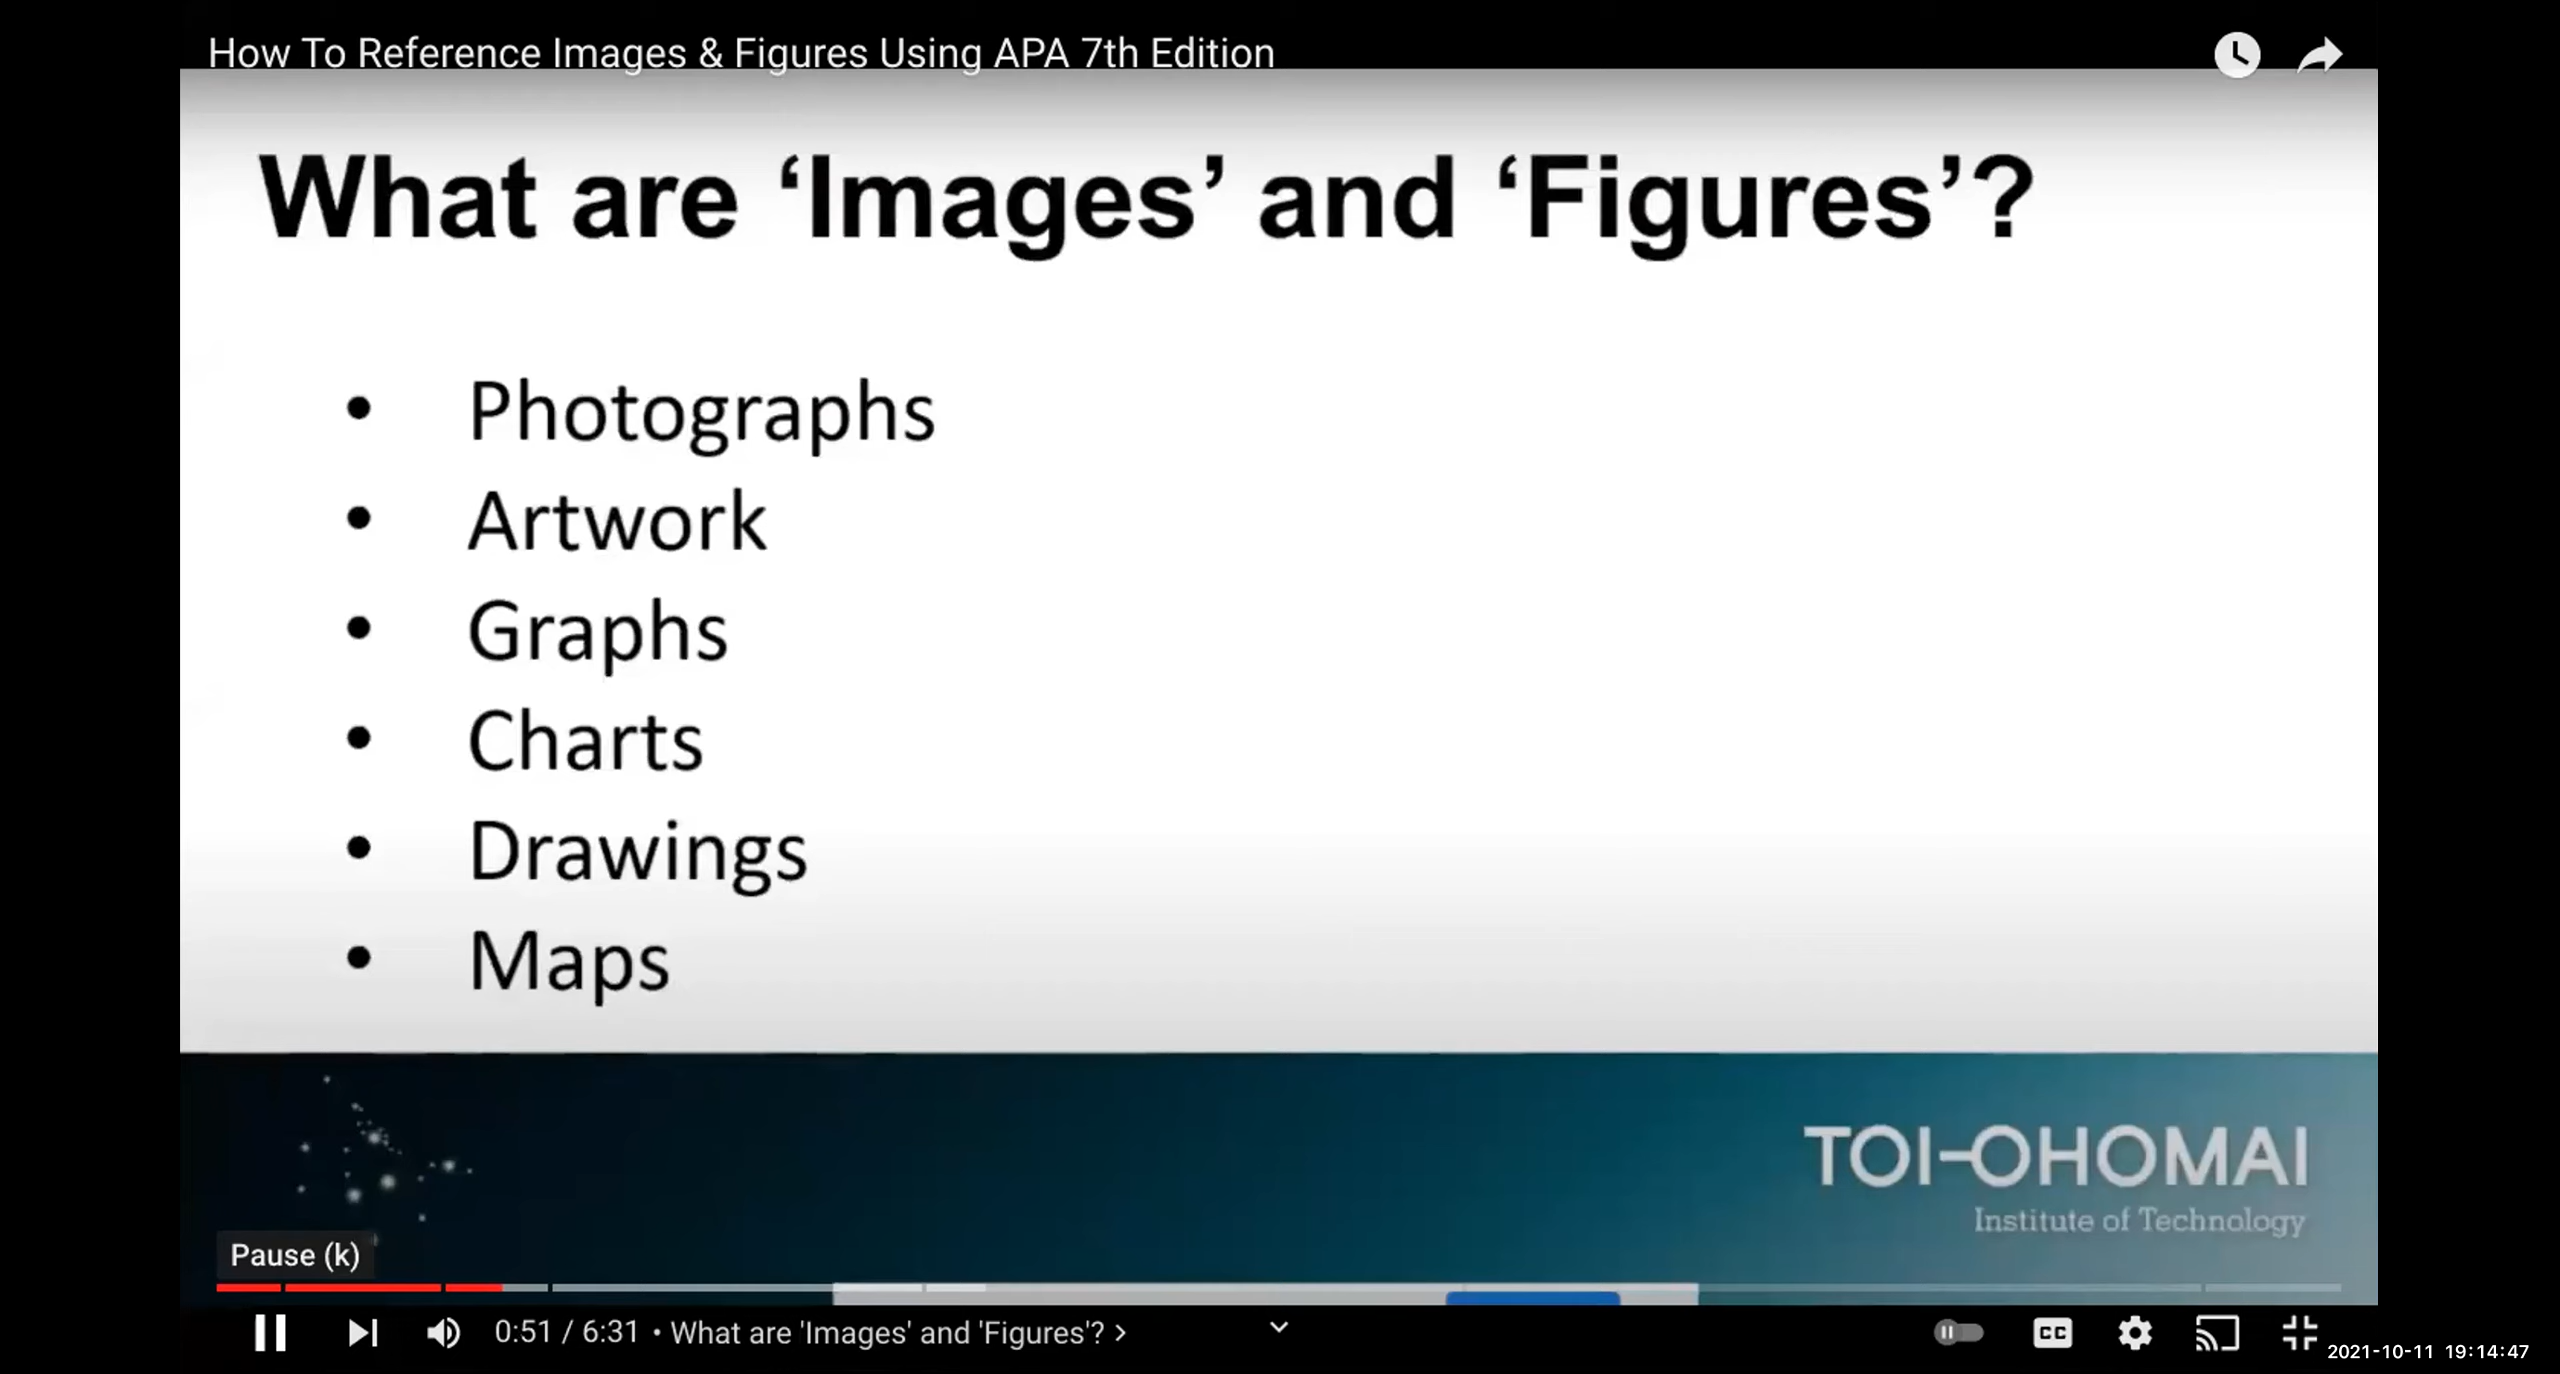 How To Reference Images & Figures Using APA 7th Edition
What are ‘Images’ and ‘Figures’?
• Photographs
• Artwork
• Graphs
• Charts
• Drawings
• Maps
TOI-OHOMAI
Institute of Technology
Pause (k)
0:51 / 6:31 • What are 'Images' and 'Figures'? >
CC
2021-10-11 19:14:47